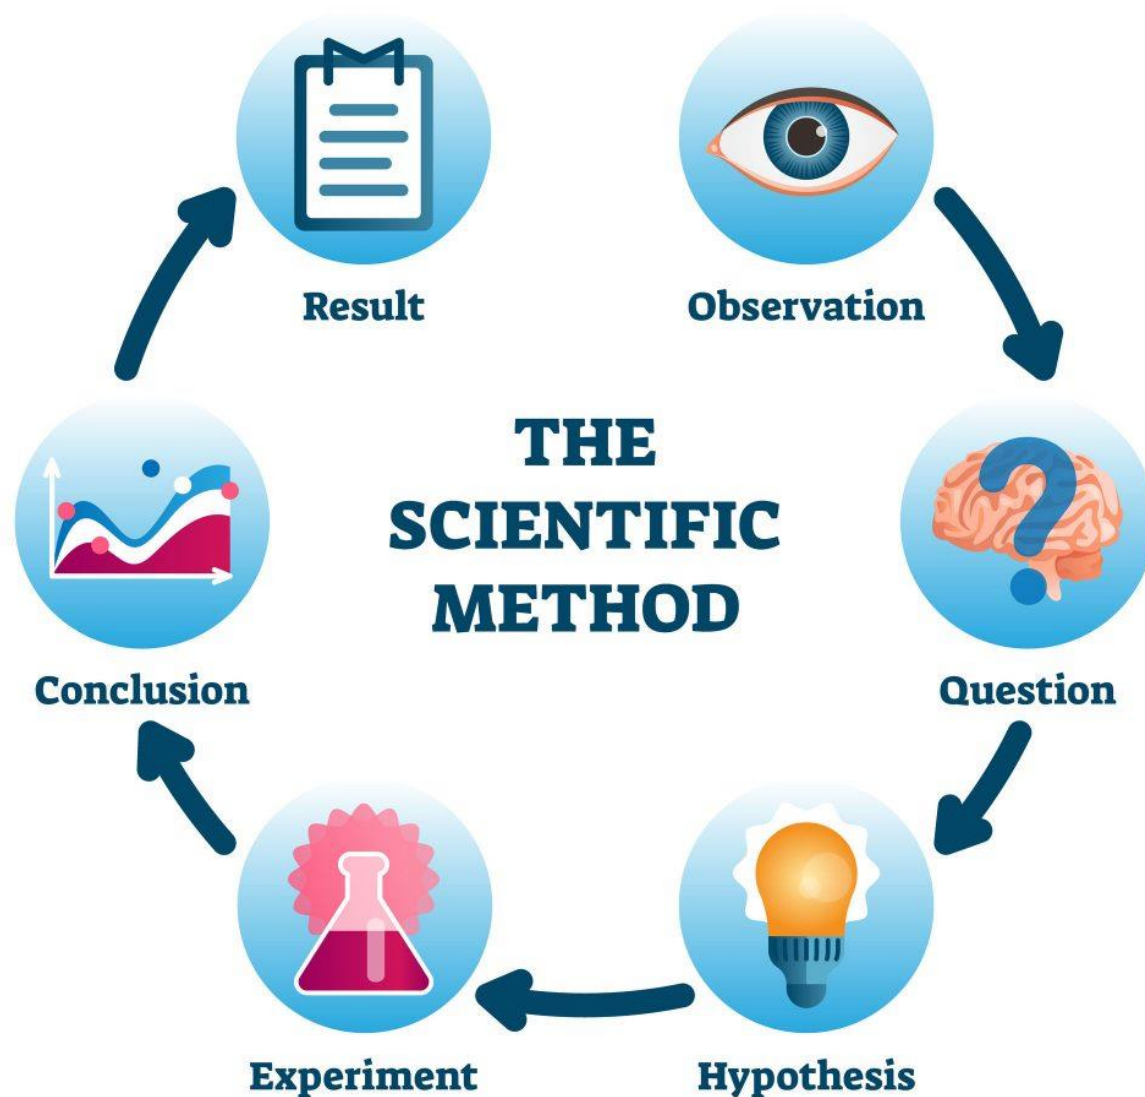 THE
SCIENTIFIC
METHOD
Observation
Question
Hypothesis
Experiment
Conclusion
Result